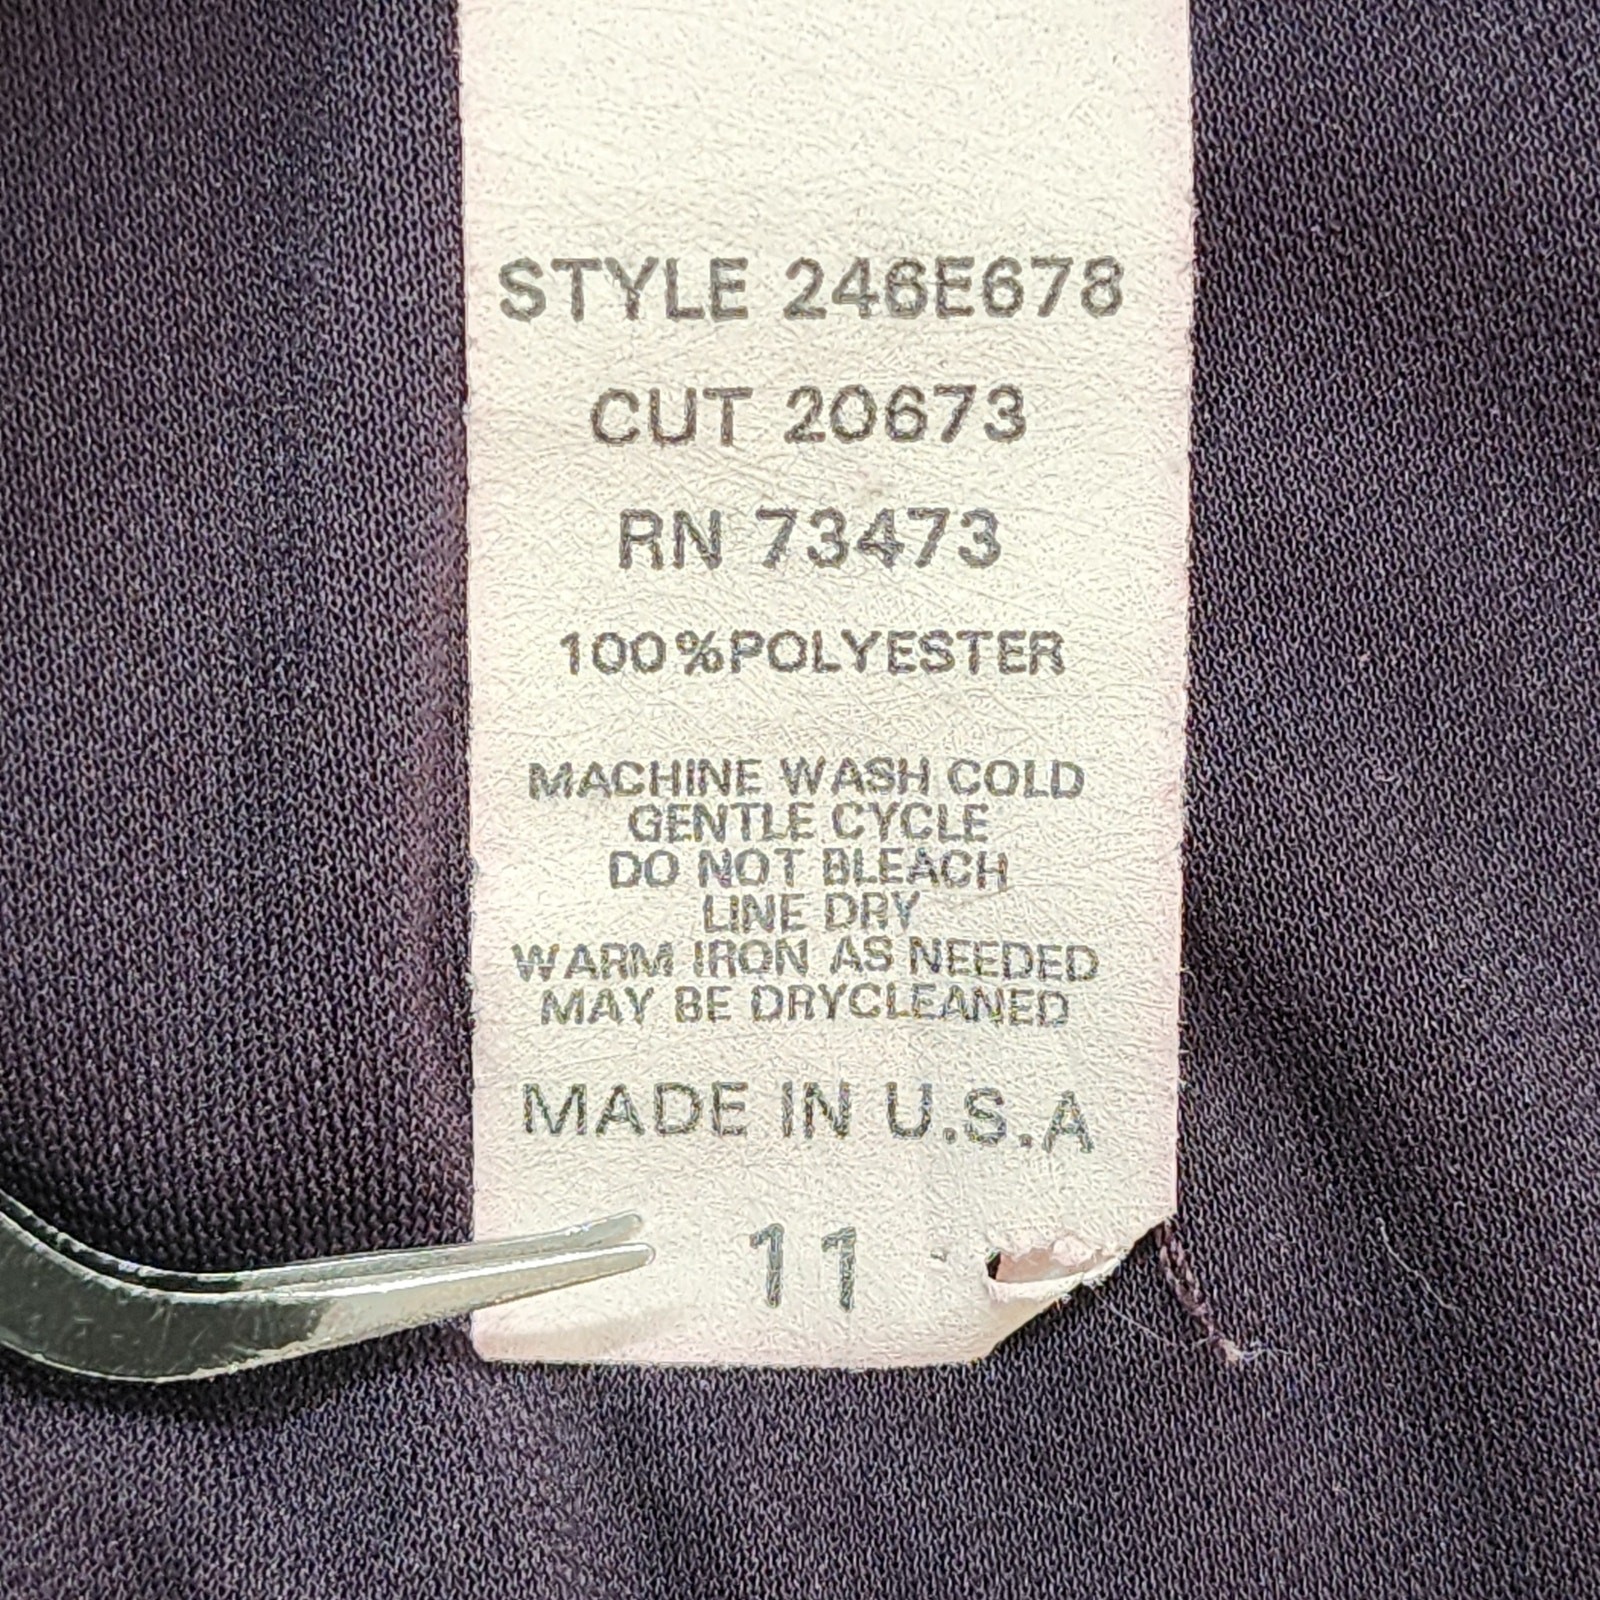 STYLE 246E678
CUT 20673
RN 73473
100%POLYESTER
MACHINE WASH COLD
GENTLE CYCLE
DO NOT BLEACH
LINE DRY
WARM IRON AS NEEDED
MAY BE DRYCLEANED
MADE IN U.S.A
11